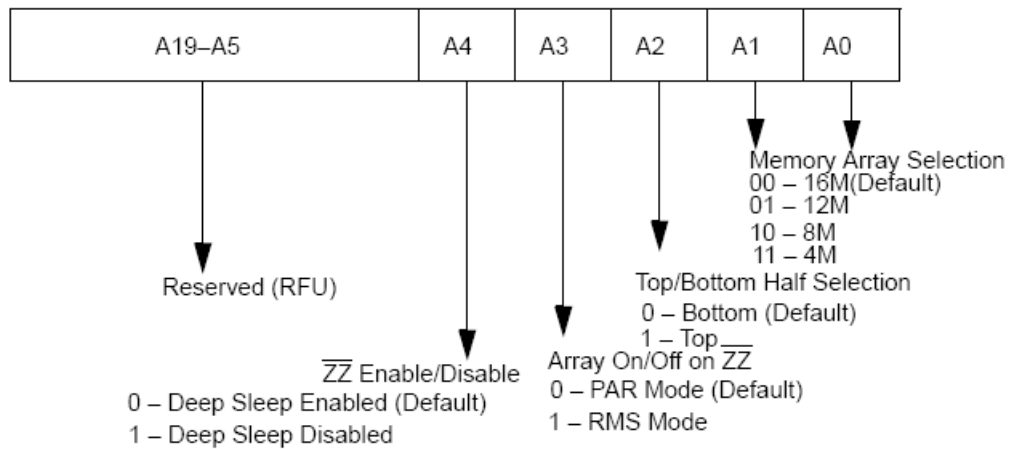 A19–A5 A4 A3 A2 A1 A0
Memory Array Selection
00 – 16M(Default)
01 – 12M
10 – 8M
11 – 4M
Reserved (RFU)
Top/Bottom Half Selection
0 – Bottom (Default)
1 – Top
Array On/Off on Z̅Z̅
0 – PAR Mode (Default)
1 – RMS Mode
Z̅Z̅ Enable/Disable
0 – Deep Sleep Enabled (Default)
1 – Deep Sleep Disabled